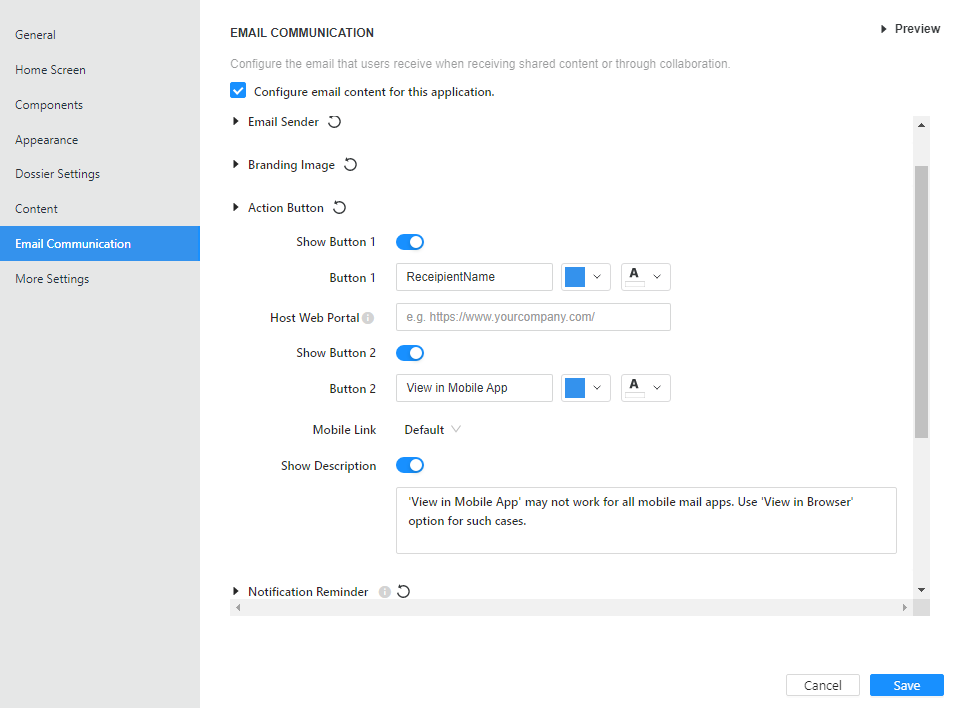 General
Home Screen
Components
Appearance
Dossier Settings
Content
Email Communication
More Settings
EMAIL COMMUNICATION
Preview
Configure the email that users receive when receiving shared content or through collaboration.
Configure email content for this application.
Email Sender
Branding Image
Action Button
Show Button 1
Button 1 ReceipientName A
Host Web Portal e.g. https://www.yourcompany.com/
Show Button 2
Button 2 View in Mobile App A
Mobile Link Default
Show Description
'View in Mobile App' may not work for all mobile mail apps. Use 'View in Browser'
option for such cases.
Notification Reminder
Cancel Save